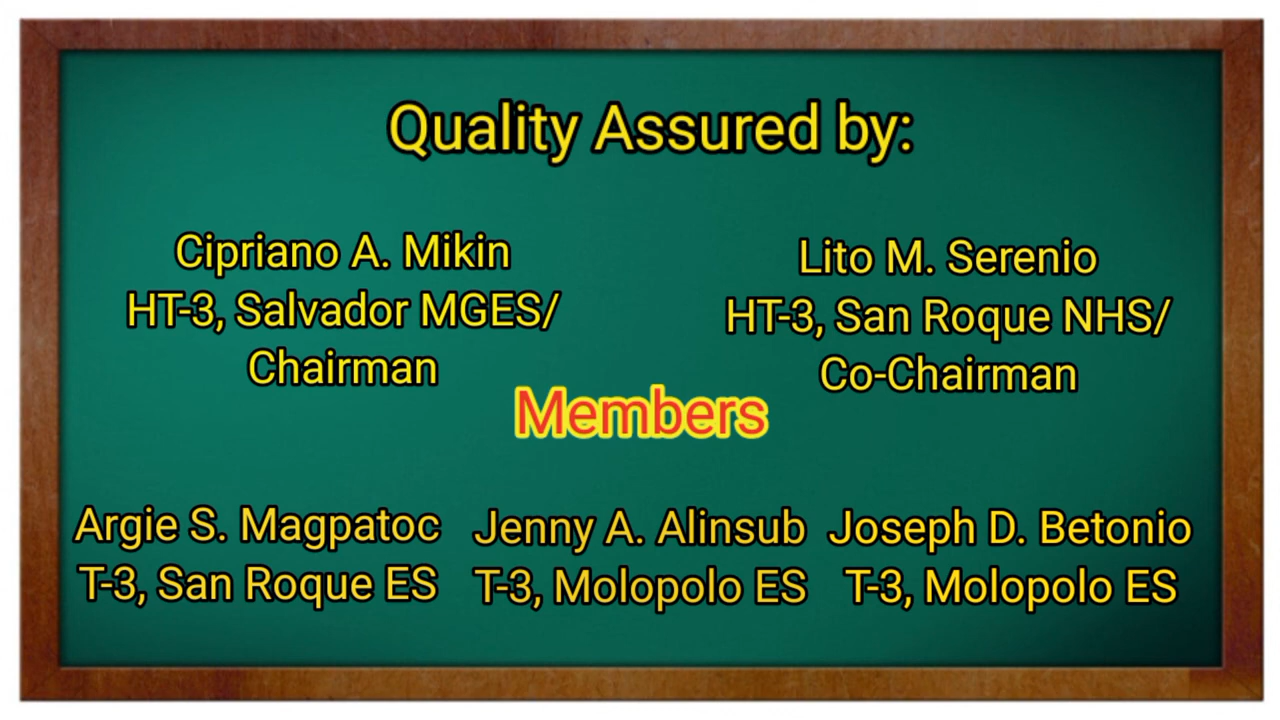 Quality Assured by:
Cipriano A. Mikin
HT-3, Salvador MGES/
Chairman
Lito M. Serenio
HT-3, San Roque NHS/
Co-Chairman
Members
Argie S. Magpatoc
T-3, San Roque ES
Jenny A. Alinsub
T-3, Molopolo ES
Joseph D. Betonio
T-3, Molopolo ES